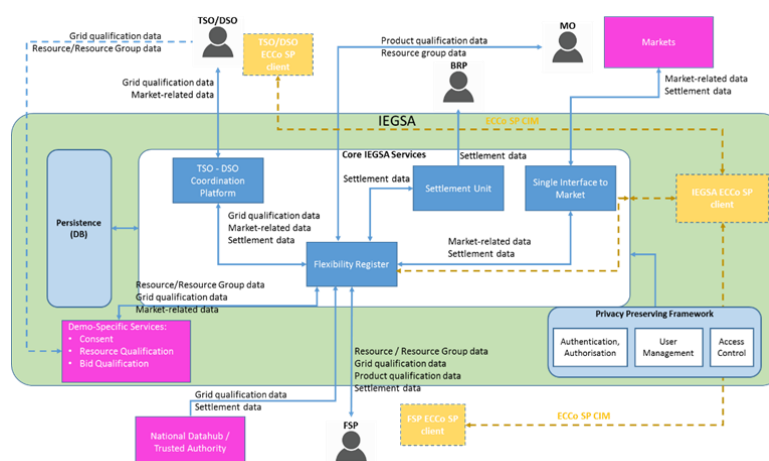 Grid qualification data
Resource/Resource Group data
TSO/DSO
TSO/DSO
ECCo SP
client
Product qualification data
Resource group data
MO
BRP
Markets
Grid qualification data
Market-related data
Market-related data
Settlement data
IEGSA
ECCo SP CIM
Core IEGSA Services
Settlement data
TSO - DSO
Coordination
Platform
Settlement data
Settlement Unit
Single Interface to
Market
IEGSA ECCo SP
client
Persistence
(DB)
Grid qualification data
Market-related data
Settlement data
Market-related data
Settlement data
Flexibility Register
Resource/Resource Group data
Grid qualification data
Market-related data
Privacy Preserving Framework
Authentication,
Authorisation
User
Management
Access
Control
Demo-Specific Services:
• Consent
• Resource Qualification
• Bid Qualification
Resource / Resource Group data
Grid qualification data
Product qualification data
Settlement data
Grid qualification data
Settlement data
National Datahub /
Trusted Authority
FSP
FSP ECCo SP
client
ECCo SP CIM